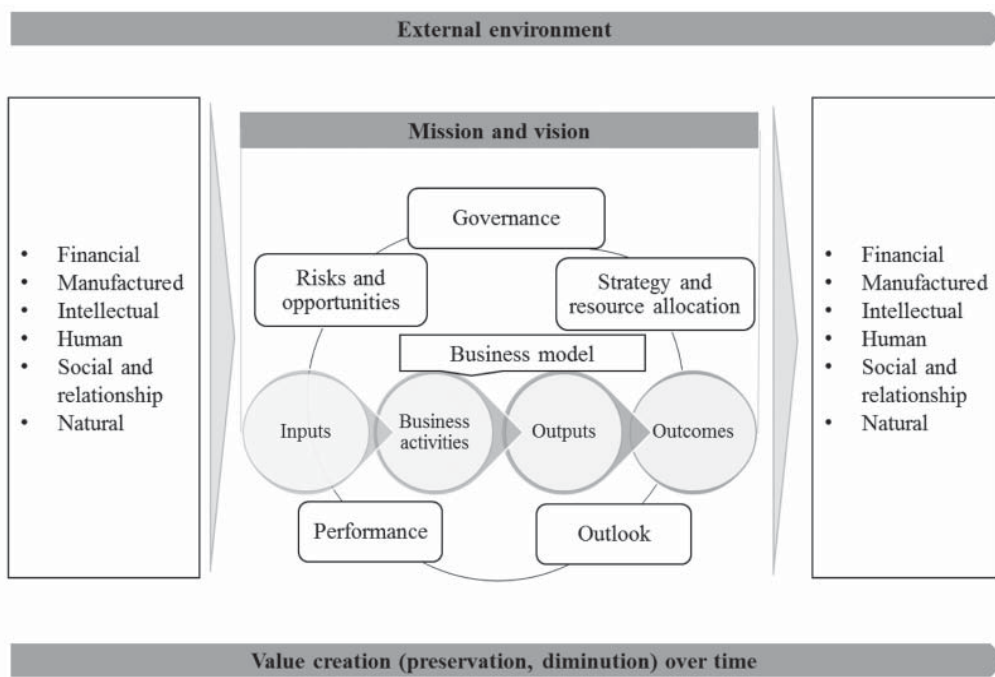 External environment
• Financial
• Manufactured
• Intellectual
• Human
• Social and
relationship
• Natural
Mission and vision
Governance
Risks and
opportunities
Strategy and
resource allocation
Business model
Inputs
Business
activities
Outputs
Outcomes
Performance
Outlook
• Financial
• Manufactured
• Intellectual
• Human
• Social and
relationship
• Natural
Value creation (preservation, diminution) over time